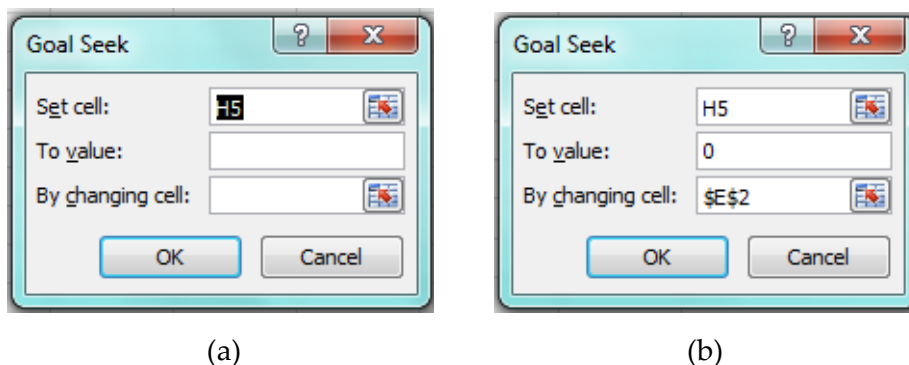 Goal Seek
Set cell: H5
To value:
By changing cell:
OK Cancel
(a)
Goal Seek
Set cell: H5
To value: 0
By changing cell: $E$2
OK Cancel
(b)